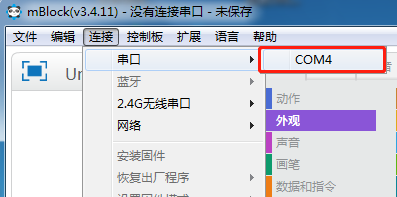 mBlock(v3.4.11) - 没有连接串口 - 未保存
文件 编辑 连接 控制板 扩展 语言 帮助
串口
COM4
蓝牙
2.4G无线串口
网络
安装固件
恢复出厂程序
动作
外观
声音
画笔
数据和指令